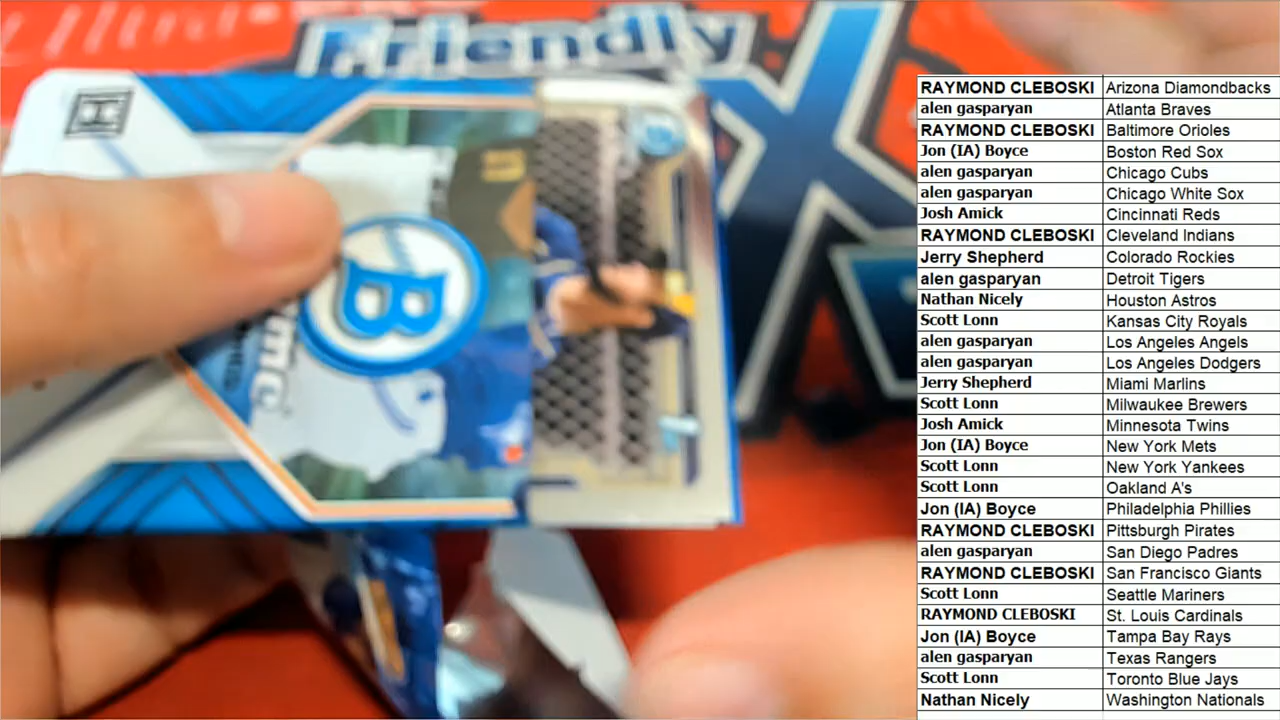 Friendly
B
RAYMOND CLEBOSKI Arizona Diamondbacks
alen gasparyan Atlanta Braves
RAYMOND CLEBOSKI Baltimore Orioles
Jon (IA) Boyce Boston Red Sox
alen gasparyan Chicago Cubs
alen gasparyan Chicago White Sox
Josh Amick Cincinnati Reds
RAYMOND CLEBOSKI Cleveland Indians
Jerry Shepherd Colorado Rockies
alen gasparyan Detroit Tigers
Nathan Nicely Houston Astros
Scott Lonn Kansas City Royals
alen gasparyan Los Angeles Angels
alen gasparyan Los Angeles Dodgers
Jerry Shepherd Miami Marlins
Scott Lonn Milwaukee Brewers
Josh Amick Minnesota Twins
Jon (IA) Boyce New York Mets
Scott Lonn New York Yankees
Scott Lonn Oakland A's
Jon (IA) Boyce Philadelphia Phillies
RAYMOND CLEBOSKI Pittsburgh Pirates
alen gasparyan San Diego Padres
RAYMOND CLEBOSKI San Francisco Giants
Scott Lonn Seattle Mariners
RAYMOND CLEBOSKI St. Louis Cardinals
Jon (IA) Boyce Tampa Bay Rays
alen gasparyan Texas Rangers
Scott Lonn Toronto Blue Jays
Nathan Nicely Washington Nationals